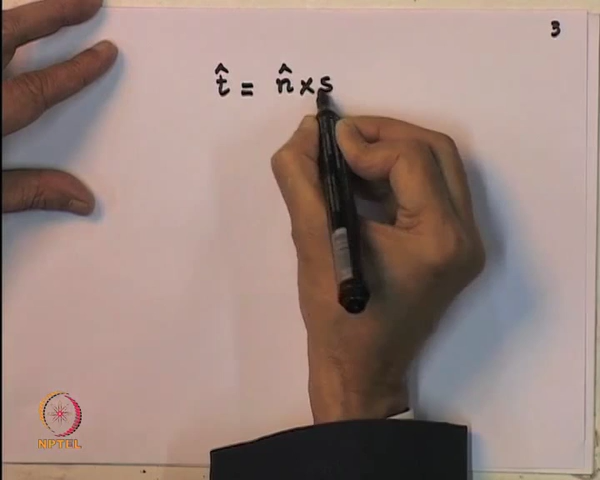 3
t̂ = n̂ × s
NPTEL